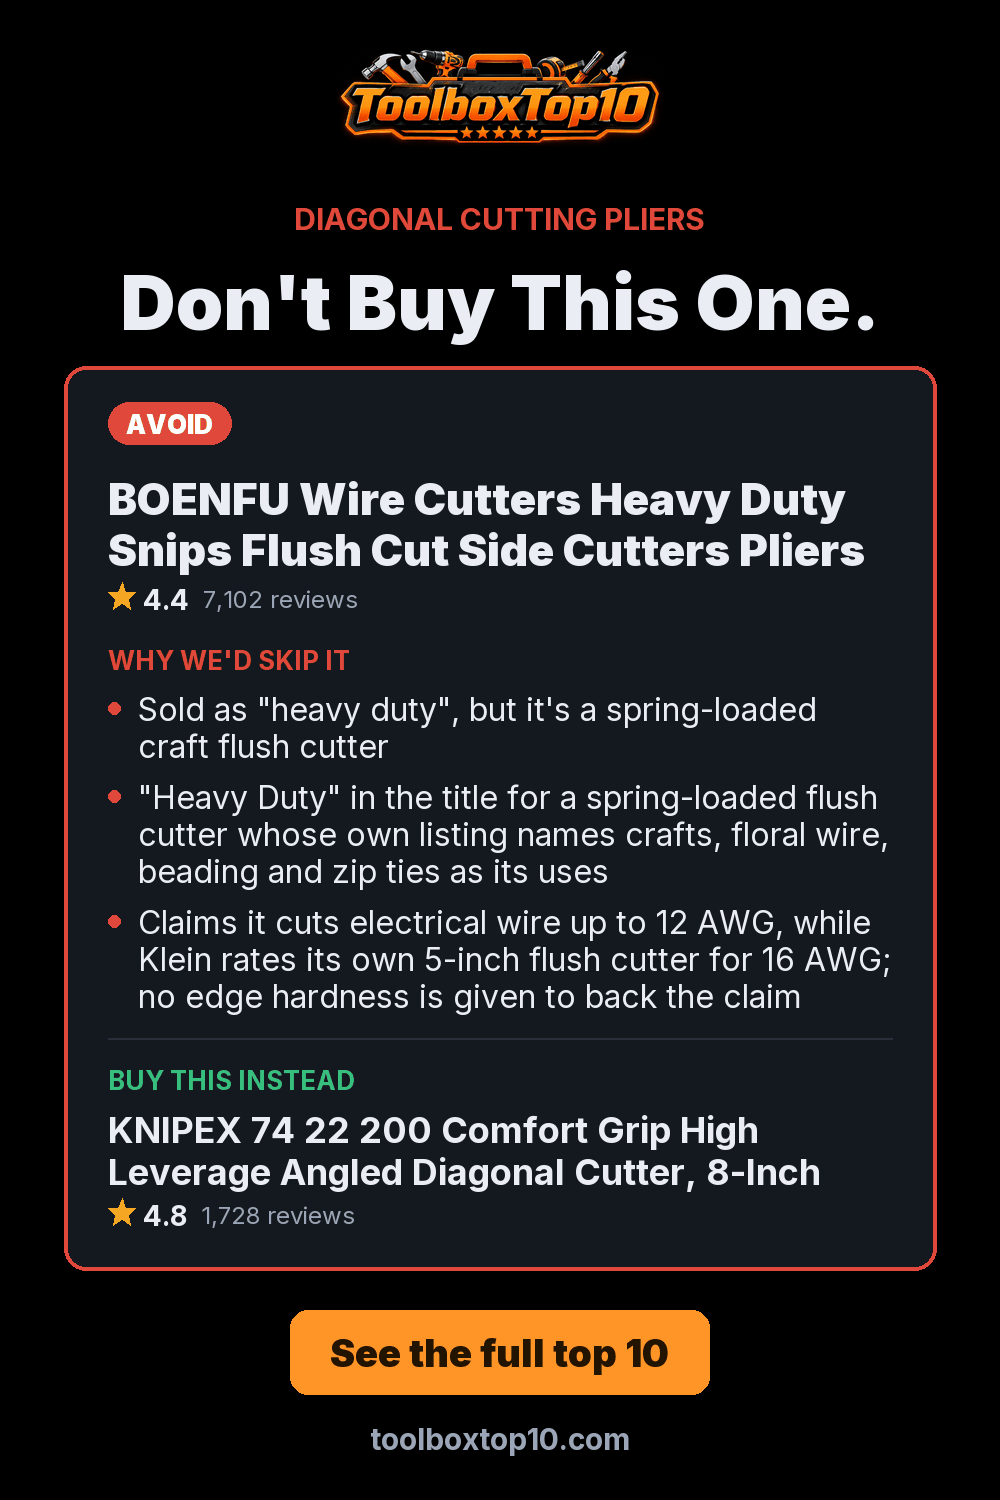 ToolboxTop10
DIAGONAL CUTTING PLIERS
Don't Buy This One.
AVOID
BOENFU Wire Cutters Heavy Duty
Snips Flush Cut Side Cutters Pliers
4.4 7,102 reviews
WHY WE'D SKIP IT
Sold as "heavy duty", but it's a spring-loaded
craft flush cutter
"Heavy Duty" in the title for a spring-loaded flush
cutter whose own listing names crafts, floral wire,
beading and zip ties as its uses
Claims it cuts electrical wire up to 12 AWG, while
Klein rates its own 5-inch flush cutter for 16 AWG;
no edge hardness is given to back the claim
BUY THIS INSTEAD
KNIPEX 74 22 200 Comfort Grip High
Leverage Angled Diagonal Cutter, 8-Inch
4.8 1,728 reviews
See the full top 10
toolboxtop10.com